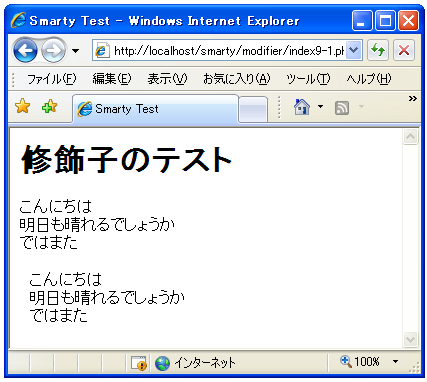 Smarty Test - Windows Internet Explorer
http://localhost/smarty/modifier/index9-1.ph
ファイル(F) 編集(E) 表示(V) お気に入り(A) ツール(T) ヘルプ(H)
Smarty Test
修飾子のテスト
こんにちは
明日も晴れるでしょうか
ではまた
こんにちは
明日も晴れるでしょうか
ではまた
インターネット 100%